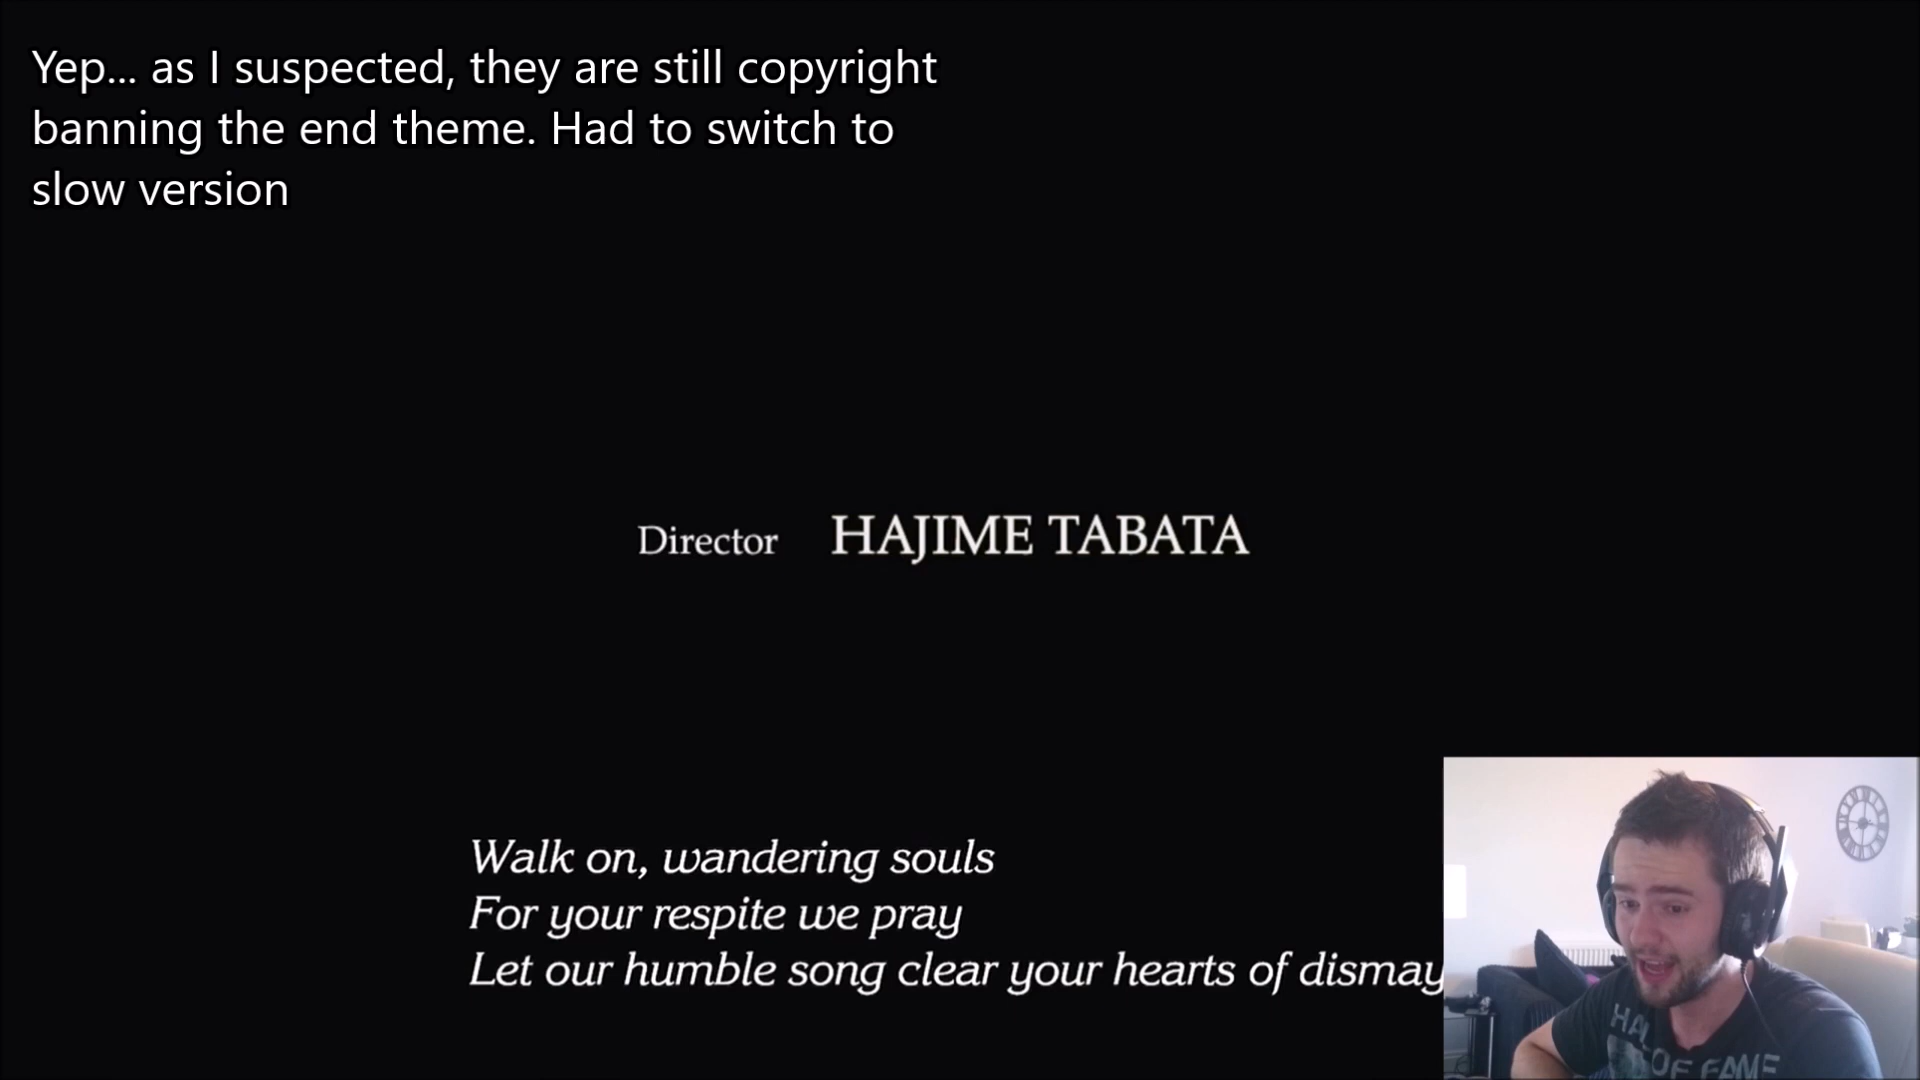 Yep... as I suspected, they are still copyright
banning the end theme. Had to switch to
slow version
Director HAJIME TABATA
Walk on, wandering souls
For your respite we pray
Let our humble song clear your hearts of dismay
OF FAME